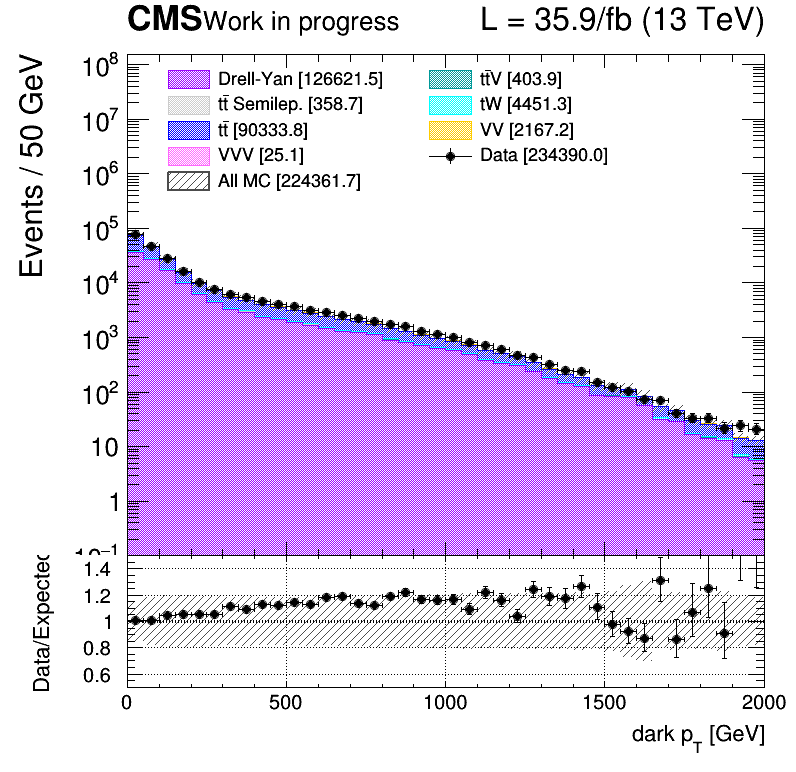 CMS Work in progress L = 35.9/fb (13 TeV)
Events / 50 GeV
10⁸
10⁷
10⁶
10⁵
10⁴
10³
10²
10
1
10⁻¹
Drell-Yan [126621.5]
tt̄ Semilep. [358.7]
tt̄ [90333.8]
VVV [25.1]
All MC [224361.7]
tt̄V [403.9]
tW [4451.3]
VV [2167.2]
Data [234390.0]
Data/Expected
1.4
1.2
1
0.8
0.6
0 500 1000 1500 2000
dark p_T [GeV]